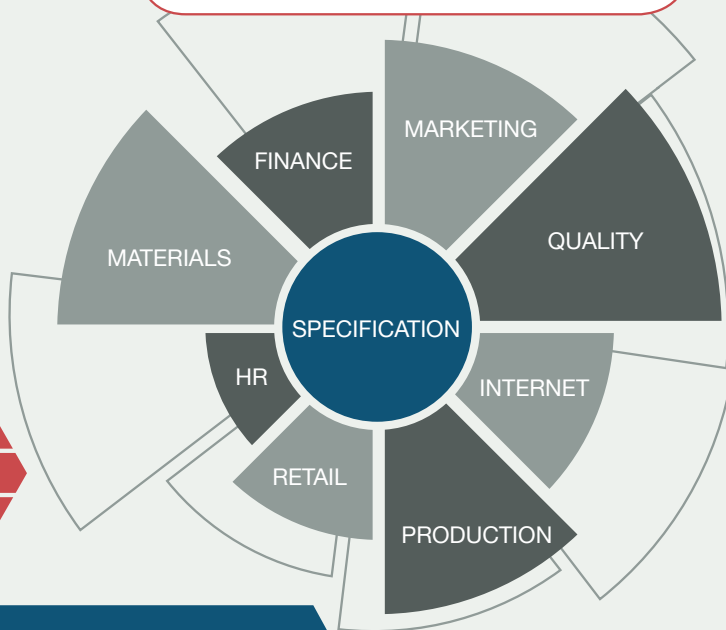 MARKETING
FINANCE
QUALITY
MATERIALS
SPECIFICATION
HR
INTERNET
RETAIL
PRODUCTION